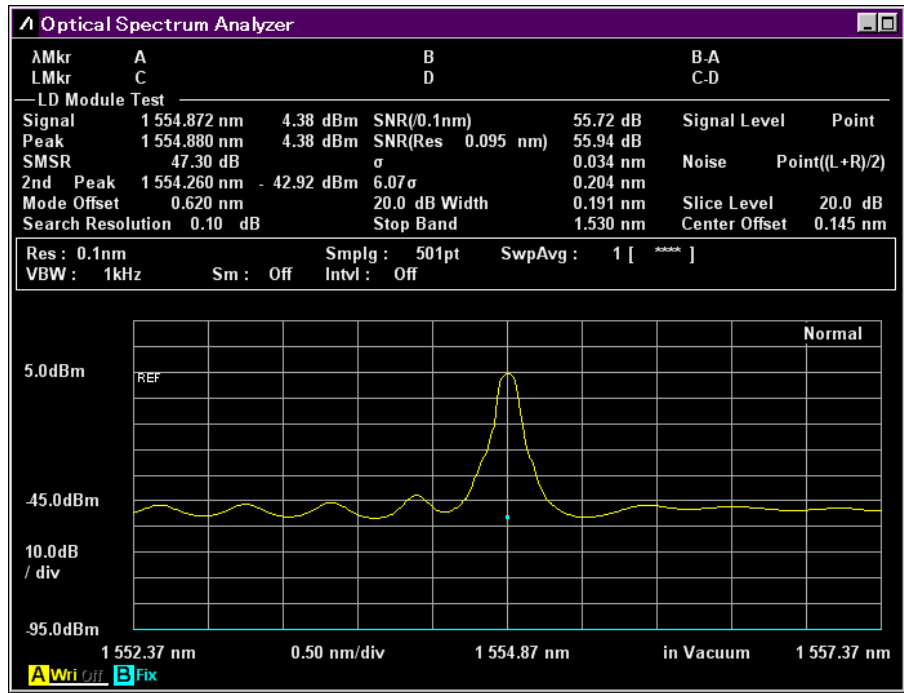 Optical Spectrum Analyzer
λMkr A B B-A
LMkr C D C-D
LD Module Test
Signal 1 554.872 nm 4.38 dBm SNR(/0.1nm) 55.72 dB Signal Level Point
Peak 1 554.880 nm 4.38 dBm SNR(Res 0.095 nm) 55.94 dB
SMSR 47.30 dB σ 0.034 nm Noise Point((L+R)/2)
2nd Peak 1 554.260 nm - 42.92 dBm 6.07σ 0.204 nm
Mode Offset 0.620 nm 20.0 dB Width 0.191 nm Slice Level 20.0 dB
Search Resolution 0.10 dB Stop Band 1.530 nm Center Offset 0.145 nm
Res : 0.1nm Smplg : 501pt SwpAvg : 1 [ **** ]
VBW : 1kHz Sm : Off Intvl : Off
Normal
5.0dBm
REF
-45.0dBm
10.0dB
/ div
-95.0dBm
1 552.37 nm 0.50 nm/div 1 554.87 nm in Vacuum 1 557.37 nm
A Wri Off B Fix